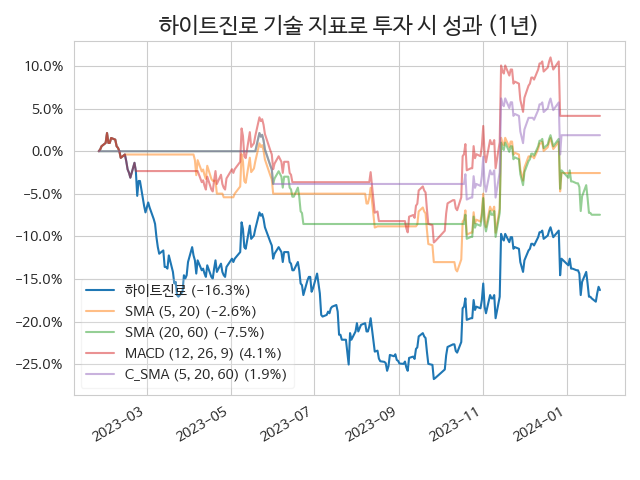 하이트진로 기술 지표로 투자 시 성과 (1년)
10.0%
5.0%
0.0%
−5.0%
−10.0%
−15.0%
−20.0%
−25.0%
하이트진로 (−16.3%)
SMA (5, 20) (−2.6%)
SMA (20, 60) (−7.5%)
MACD (12, 26, 9) (4.1%)
C_SMA (5, 20, 60) (1.9%)
2023-03
2023-05
2023-07
2023-09
2023-11
2024-01